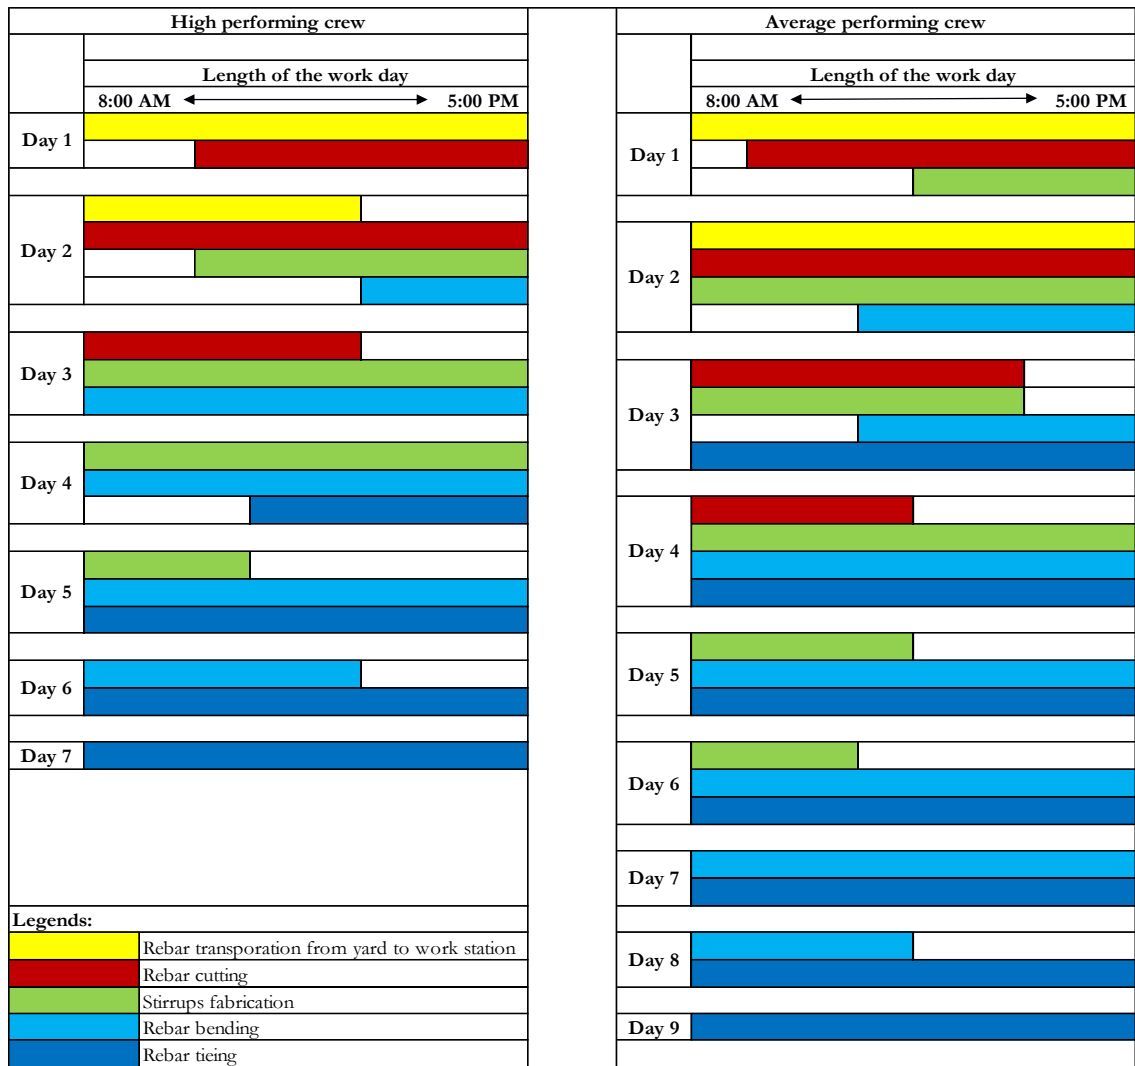 High performing crew
Length of the work day
8:00 AM 5:00 PM
Day 1
Day 2
Day 3
Day 4
Day 5
Day 6
Day 7
Legends:
Rebar transporation from yard to work station
Rebar cutting
Stirrups fabrication
Rebar bending
Rebar tieing
Average performing crew
Length of the work day
8:00 AM 5:00 PM
Day 1
Day 2
Day 3
Day 4
Day 5
Day 6
Day 7
Day 8
Day 9